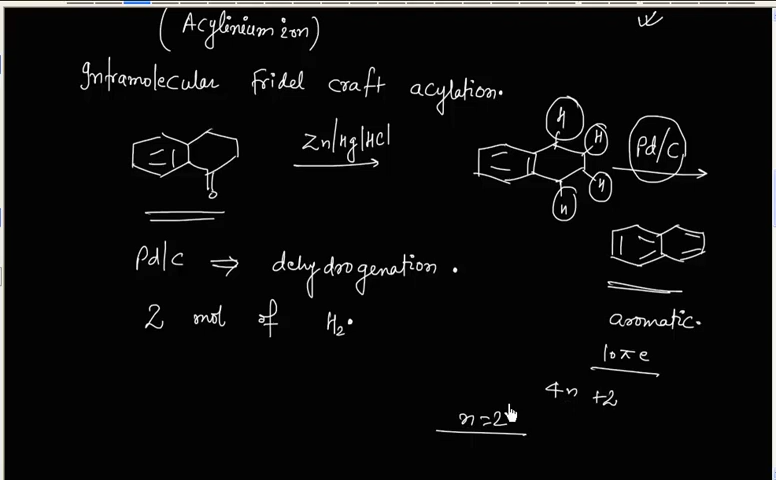 (Acylinium ion)
Intramolecular Fridel craft acylation.
Zn|Hg|HCl
H
H
H
H
Pd/C
O
Pd/C ⇒ dehydrogenation.
2 mol of H₂.
aromatic.
10πe
4n+2
n=2